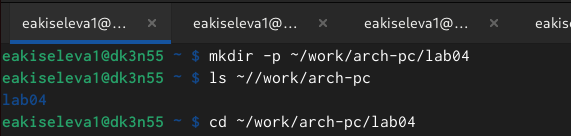 eakiseleva1@... × eakiseleva1@... × eakiseleva1@... × eakise
eakiseleva1@dk3n55 ~ $ mkdir -p ~/work/arch-pc/lab04
eakiseleva1@dk3n55 ~ $ ls ~//work/arch-pc
lab04
eakiseleva1@dk3n55 ~ $ cd ~/work/arch-pc/lab04